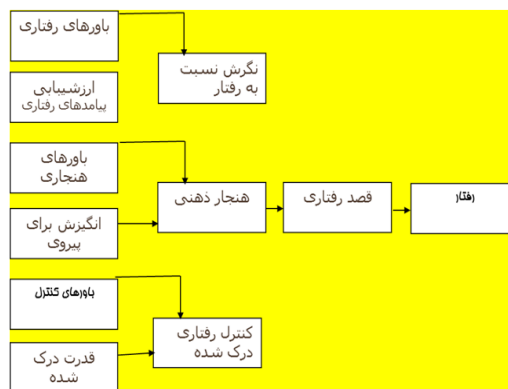 باورهای رفتاری
نگرش نسبت
به رفتار
ارزشیبابی
پیامدهای رفتاری
باورهای
هنجاری
هنجار ذهنی
قصد رفتاری
رفتار
انگیزش برای
پیروی
باورهای کنترل
کنترل رفتاری
درک شده
قدرت درک
شده